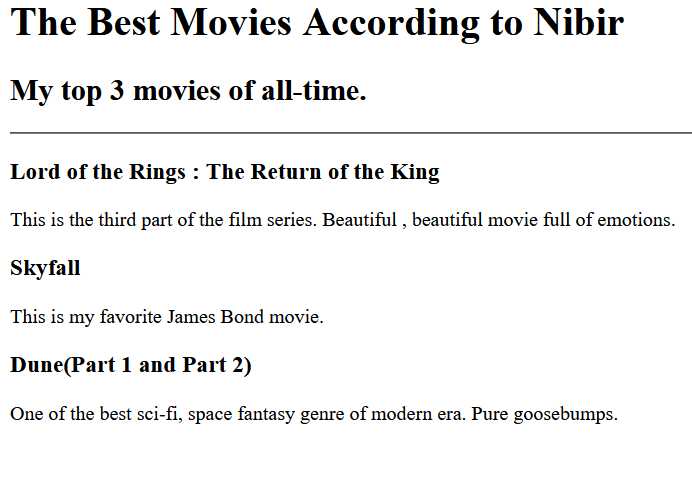 The Best Movies According to Nibir
My top 3 movies of all-time.
Lord of the Rings : The Return of the King
This is the third part of the film series. Beautiful , beautiful movie full of emotions.
Skyfall
This is my favorite James Bond movie.
Dune(Part 1 and Part 2)
One of the best sci-fi, space fantasy genre of modern era. Pure goosebumps.